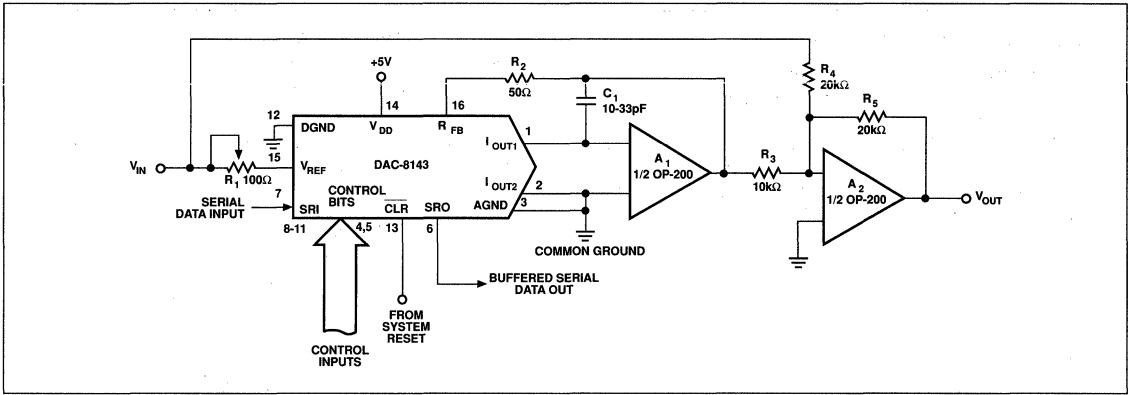 +5V
R2
50Ω
C1
10-33pF
R4
20kΩ
R5
20kΩ
12
14
16
DGND
VDD
RFB
1
IOUT1
15
VIN
R1 100Ω
VREF
DAC-8143
A1
1/2 OP-200
R3
10kΩ
A2
1/2 OP-200
VOUT
IOUT2
2
7
CONTROL
BITS
AGND
3
SERIAL
DATA INPUT
SRI
CLR
SRO
8-11
4,5
13
6
COMMON GROUND
BUFFERED SERIAL
DATA OUT
FROM
SYSTEM
RESET
CONTROL
INPUTS